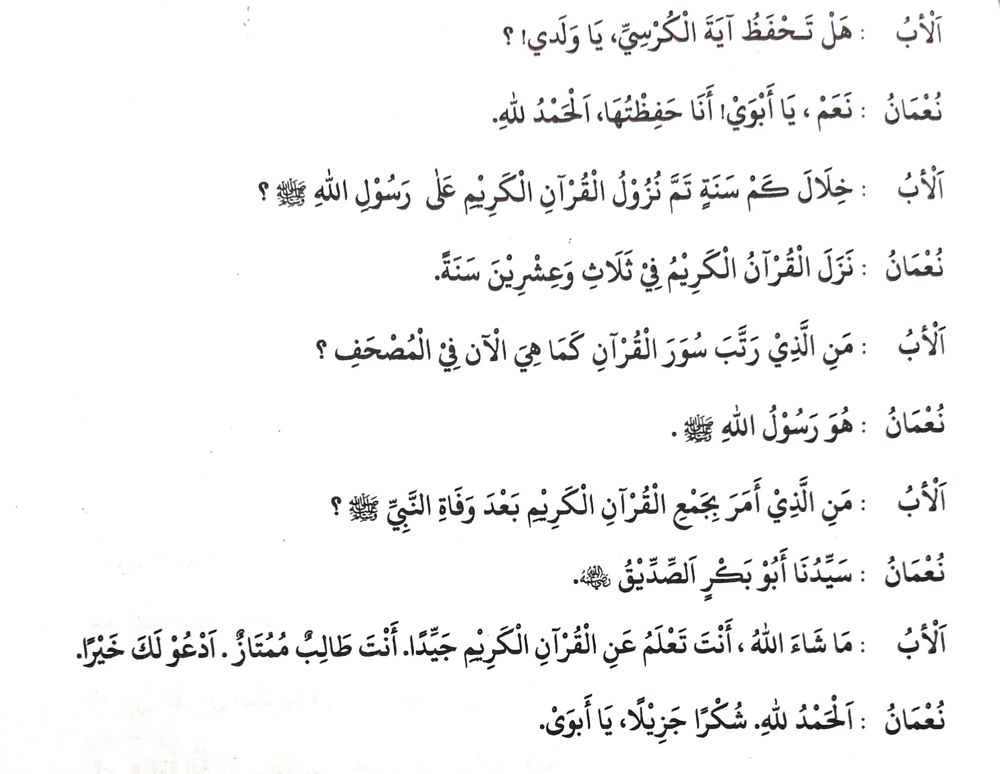 اَلْأَبُ : هَلْ تَحْفَظُ آيَةَ الْكُرْسِيِّ، يَا وَلَدي! ؟
نُعْمَانُ : نَعَمْ ، يَا أَبْوَيْ! أَنَا حَفِظْتُهَا، اَلْحَمْدُ للهِ.
اَلْأَبُ : خِلَالَ كَمْ سَنَةٍ تَمَّ نُزُوْلُ الْقُرْآنِ الْكَرِيْمِ عَلٰى رَسُوْلِ اللهِ ﷺ ؟
نُعْمَانُ : نَزَلَ الْقُرْآنُ الْكَرِيْمُ فِيْ ثَلَاثِ وَعِشْرِيْنَ سَنَةً.
اَلْأَبُ : مَنِ الَّذِيْ رَتَّبَ سُوَرَ الْقُرْآنِ كَمَا هِيَ الْآن فِيْ الْمُصْحَفِ ؟
نُعْمَانُ : هُوَ رَسُوْلُ اللهِ ﷺ .
اَلْأَبُ : مَنِ الَّذِيْ أَمَرَ بِجَمْعِ الْقُرْآنِ الْكَرِيْمِ بَعْدَ وَفَاةِ النَّبِيِّ ﷺ ؟
نُعْمَانُ : سَيِّدُنَا أَبُوْ بَكْرٍ اَلصِّدِّيْقُ رَضِيَ اللهُ عَنْهُ.
اَلْأَبُ : مَا شَاءَ اللهُ ، أَنْتَ تَعْلَمُ عَنِ الْقُرْآنِ الْكَرِيْمِ جَيِّدًا. أَنْتَ طَالِبٌ مُمُتَازٌ . اَدْعُوْ لَكَ خَيْرًا.
نُعْمَانُ : اَلْحَمْدُ للهِ. شُكْرًا جَزِيْلًا، يَا أَبوَىْ.